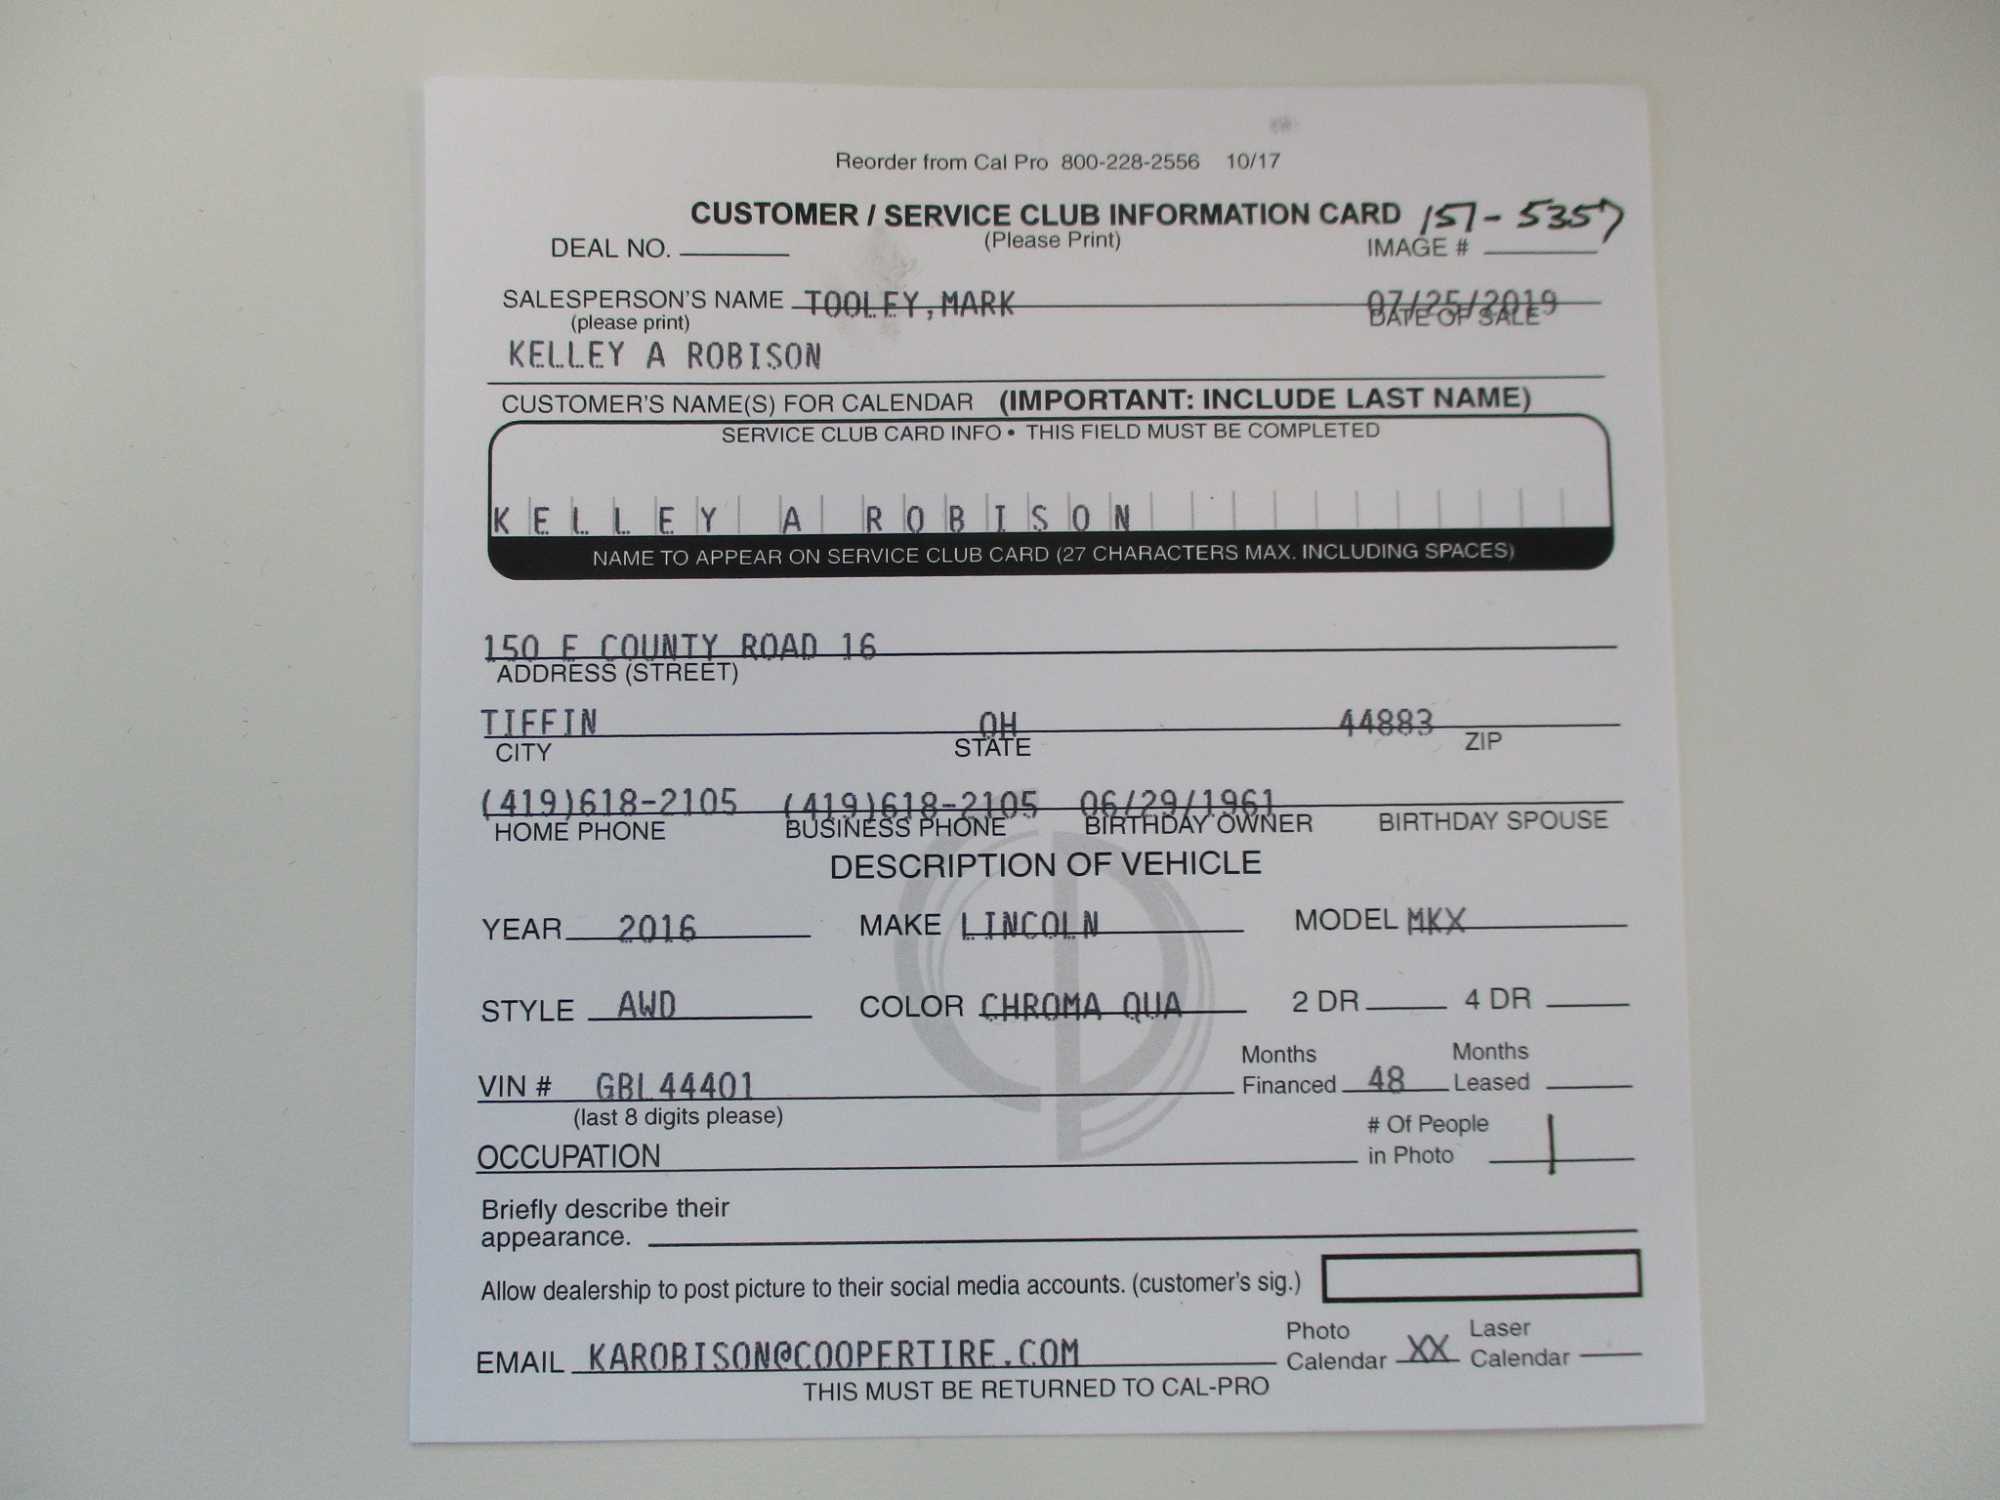 Reorder from Cal Pro 800-228-2556 10/17
CUSTOMER / SERVICE CLUB INFORMATION CARD 157-5357
(Please Print)
DEAL NO. IMAGE #
SALESPERSON'S NAME TOOLEY,MARK 07/25/2019
(please print) DATE OF SALE
KELLEY A ROBISON
CUSTOMER'S NAME(S) FOR CALENDAR (IMPORTANT: INCLUDE LAST NAME)
SERVICE CLUB CARD INFO • THIS FIELD MUST BE COMPLETED
KELLEY A ROBISON
NAME TO APPEAR ON SERVICE CLUB CARD (27 CHARACTERS MAX. INCLUDING SPACES)
150 E COUNTY ROAD 16
ADDRESS (STREET)
TIFFIN OH 44883
CITY STATE ZIP
(419)618-2105 (419)618-2105 06/29/1961
HOME PHONE BUSINESS PHONE BIRTHDAY OWNER BIRTHDAY SPOUSE
DESCRIPTION OF VEHICLE
YEAR 2016 MAKE LINCOLN MODEL MKX
STYLE AWD COLOR CHROMA QUA 2 DR 4 DR
Months Months
VIN # GBL44401 Financed 48 Leased
(last 8 digits please)
# Of People
OCCUPATION in Photo 1
Briefly describe their
appearance.
Allow dealership to post picture to their social media accounts. (customer's sig.)
Photo Laser
EMAIL KAROBISON@COOPERTIRE.COM Calendar XX Calendar
THIS MUST BE RETURNED TO CAL-PRO